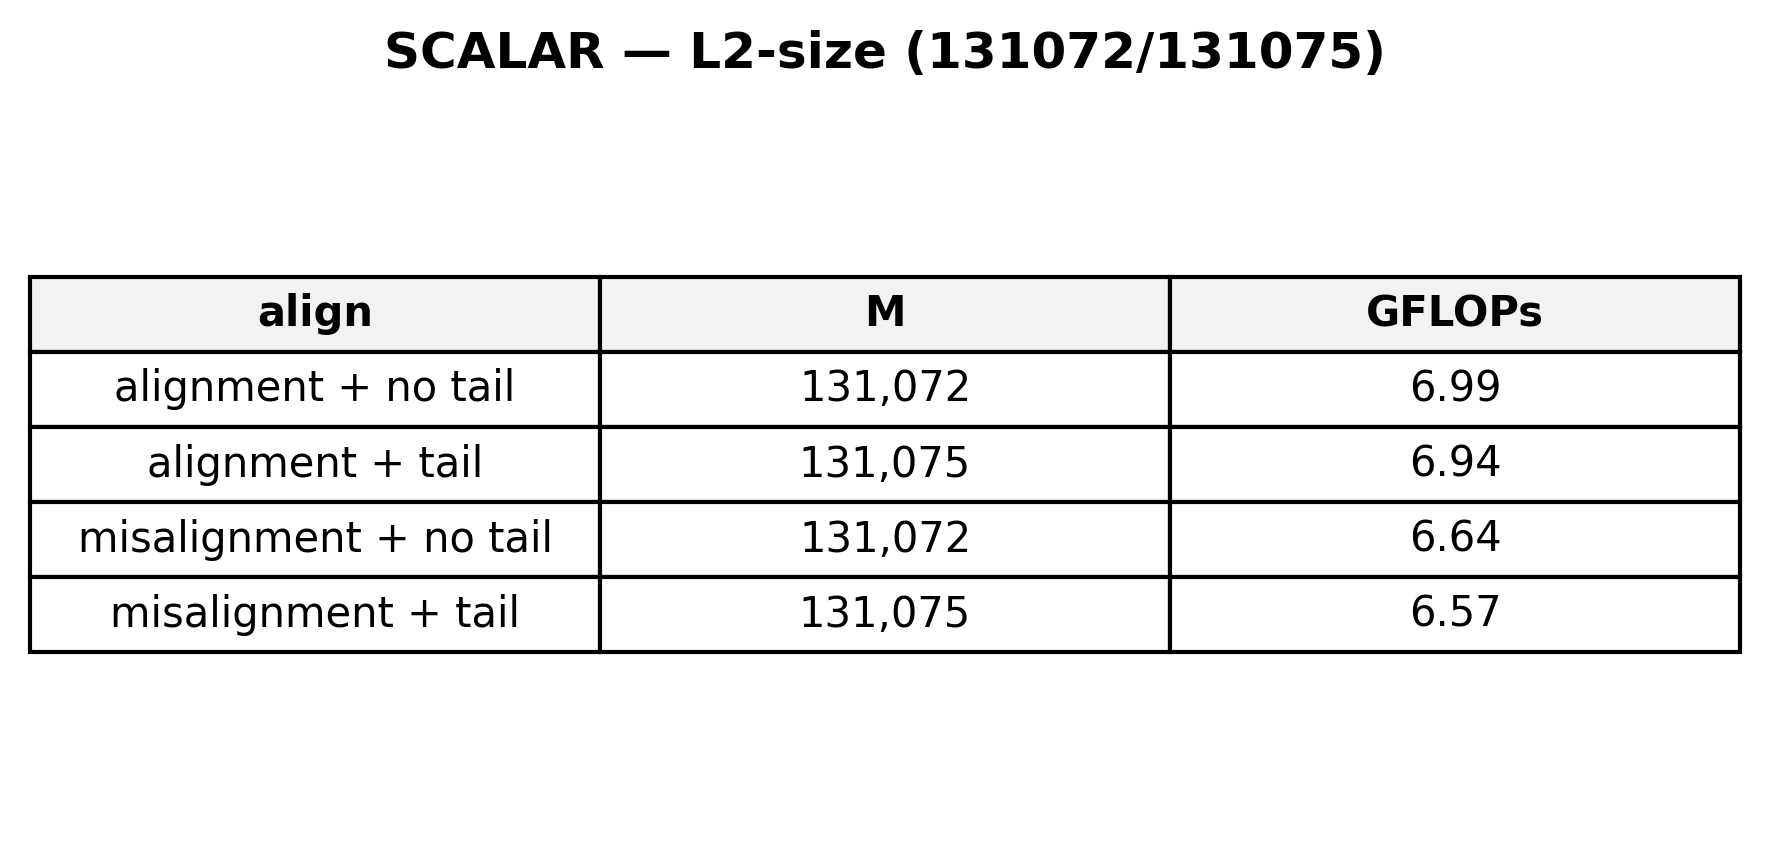 SCALAR — L2-size (131072/131075)
align M GFLOPs
alignment + no tail 131,072 6.99
alignment + tail 131,075 6.94
misalignment + no tail 131,072 6.64
misalignment + tail 131,075 6.57